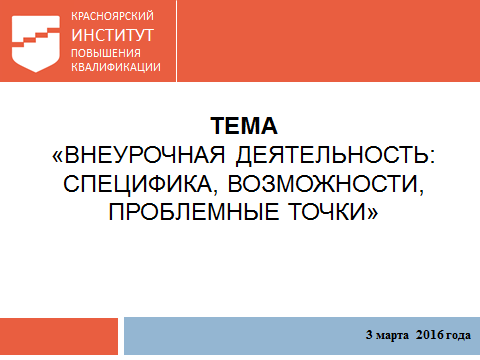 КРАСНОЯРСКИЙ
ИНСТИТУТ
ПОВЫШЕНИЯ
КВАЛИФИКАЦИИ
ТЕМА
«ВНЕУРОЧНАЯ ДЕЯТЕЛЬНОСТЬ:
СПЕЦИФИКА, ВОЗМОЖНОСТИ,
ПРОБЛЕМНЫЕ ТОЧКИ»
3 марта 2016 года